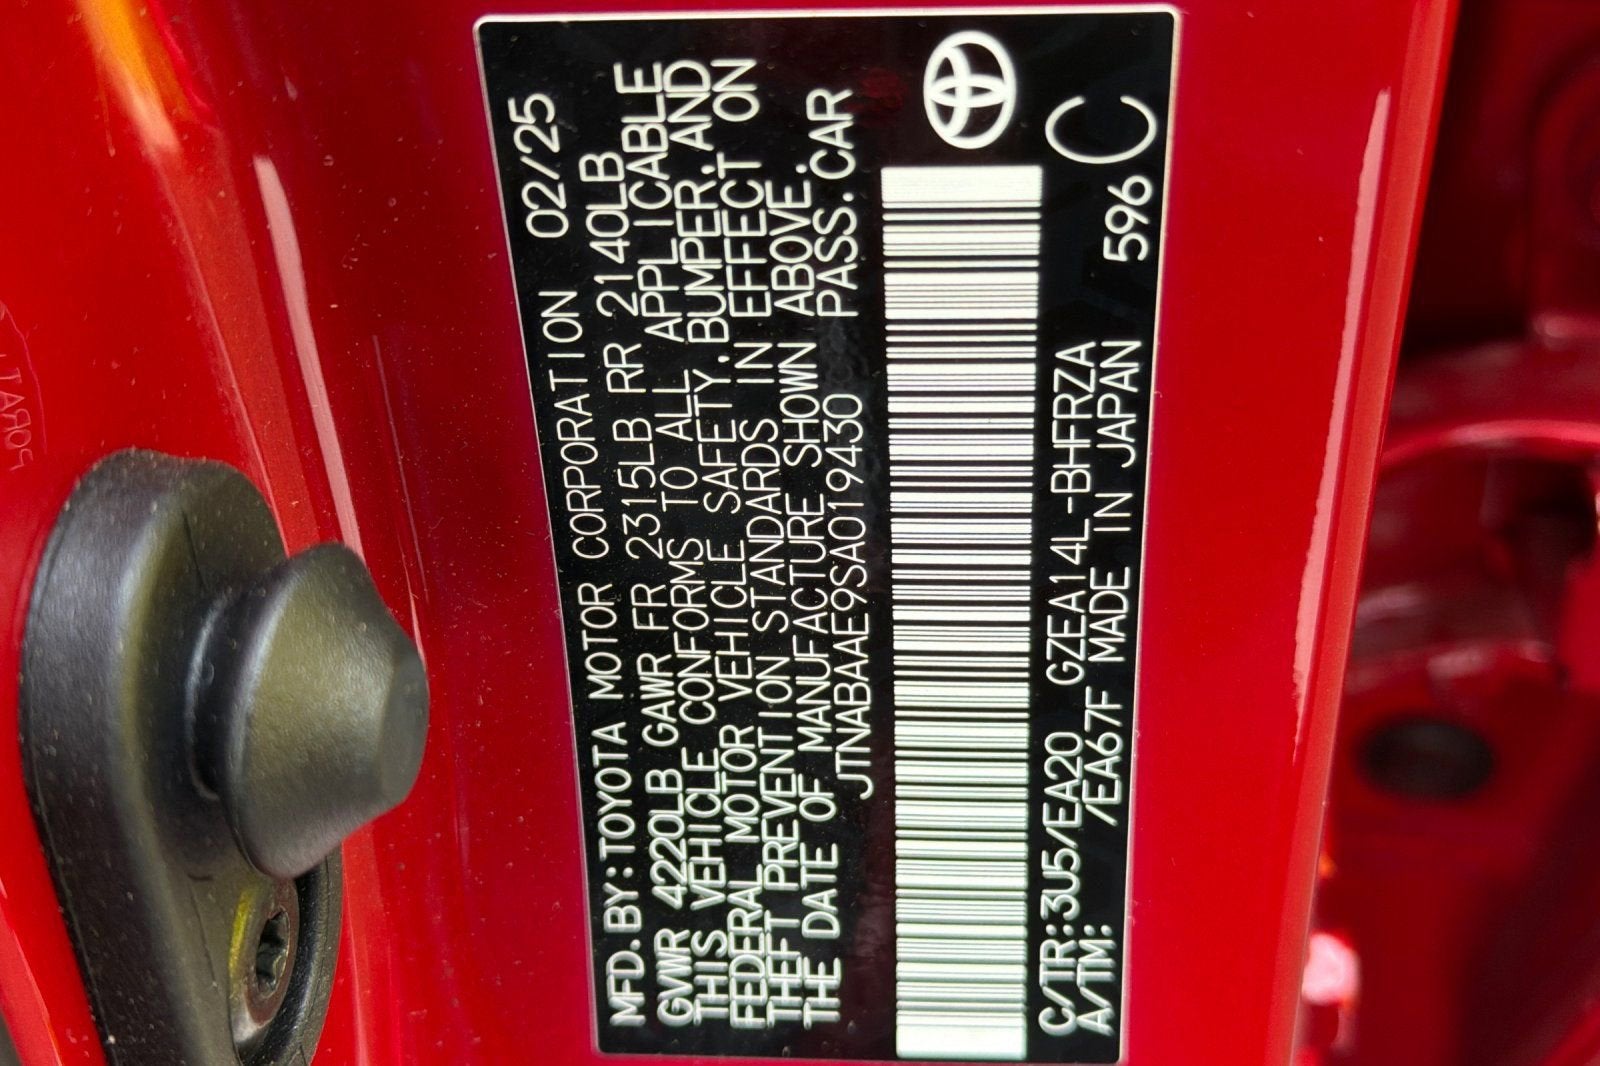 MFD.BY:TOYOTA MOTOR CORPORATION 02/25
GVWR 4220LB GAWR FR 2315LB RR 2140LB
THIS VEHICLE CONFORMS TO ALL APPLICABLE
FEDERAL MOTOR VEHICLE SAFETY,BUMPER,AND
THEFT PREVENTION STANDARDS IN EFFECT ON
THE DATE OF MANUFACTURE SHOWN ABOVE.
JTNABAAE9SA019430 PASS.CAR
C/TR:3U5/EA20 GZEA14L-BHFRZA
A/TM: /EA67F MADE IN JAPAN 596
C